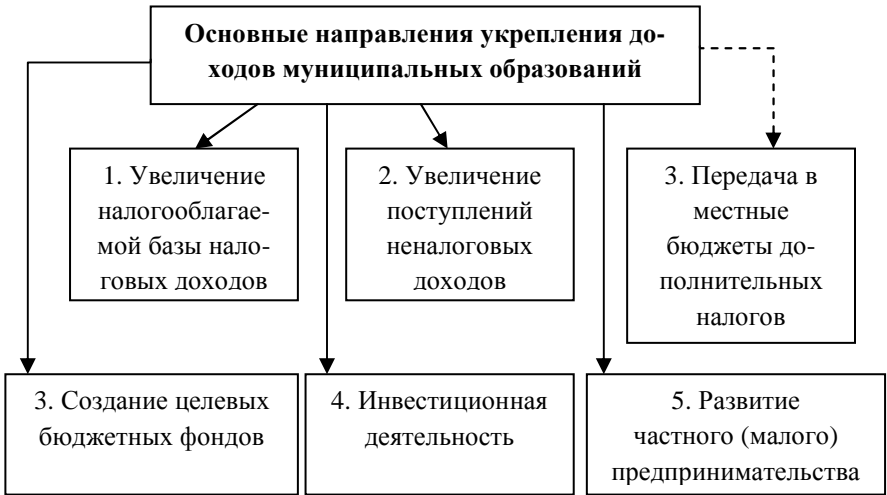 Основные направления укрепления до-
ходов муниципальных образований
1. Увеличение
налогооблагае-
мой базы нало-
говых доходов
2. Увеличение
поступлений
неналоговых
доходов
3. Передача в
местные
бюджеты до-
полнительных
налогов
3. Создание целевых
бюджетных фондов
4. Инвестиционная
деятельность
5. Развитие
частного (малого)
предпринимательства